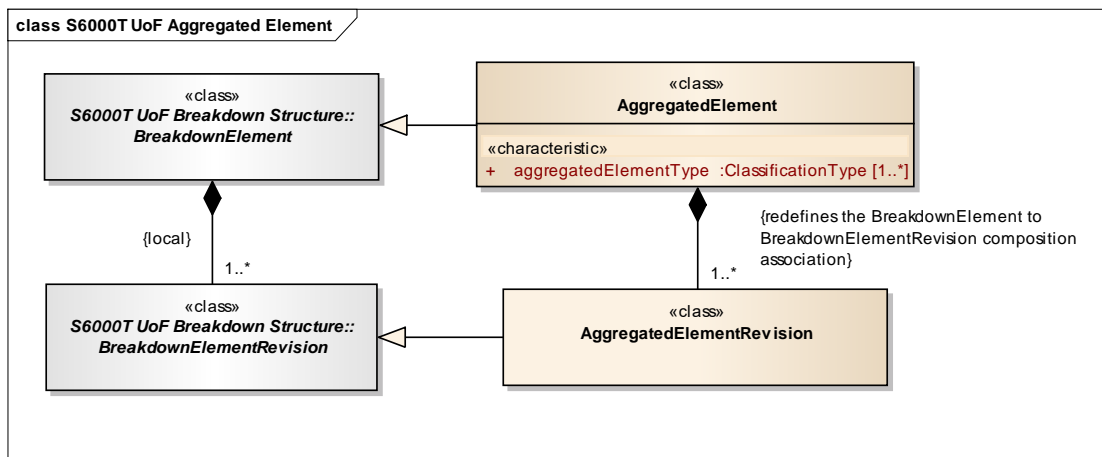 class S6000T UoF Aggregated Element
«class»
S6000T UoF Breakdown Structure::
BreakdownElement
«class»
AggregatedElement
«characteristic»
+ aggregatedElementType :ClassificationType [1..*]
{local}
1..*
{redefines the BreakdownElement to
BreakdownElementRevision composition
association}
1..*
«class»
S6000T UoF Breakdown Structure::
BreakdownElementRevision
«class»
AggregatedElementRevision